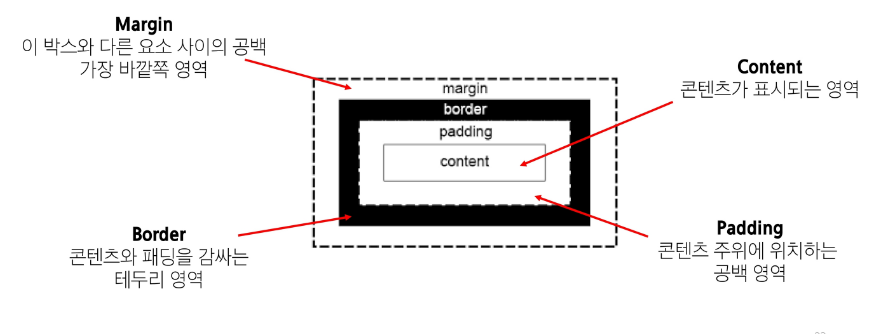 Margin
이 박스와 다른 요소 사이의 공백
가장 바깥쪽 영역
Content
콘텐츠가 표시되는 영역
margin
border
padding
content
Border
콘텐츠와 패딩을 감싸는
테두리 영역
Padding
콘텐츠 주위에 위치하는
공백 영역